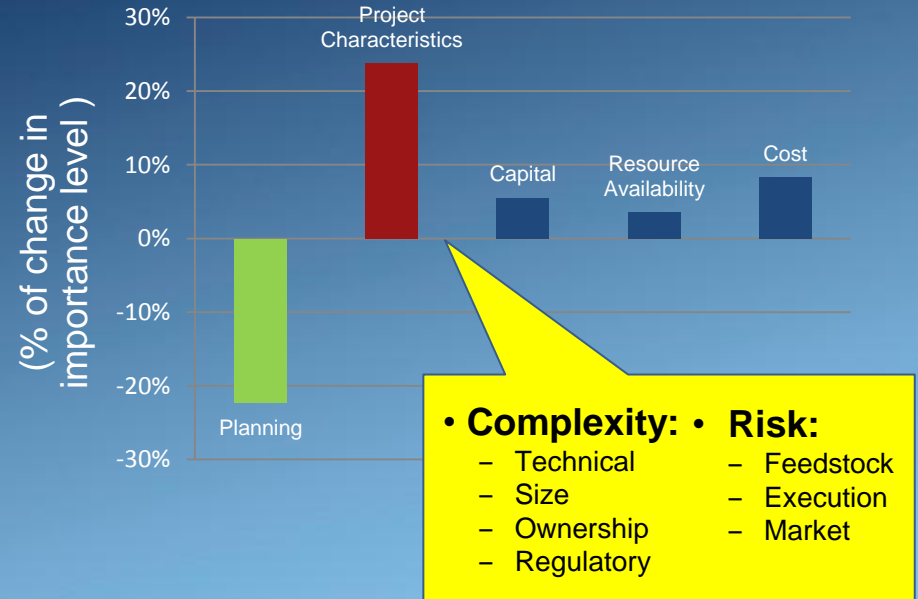 (% of change in
importance level )
30%
20%
10%
0%
-10%
-20%
-30%
Project
Characteristics
Capital
Resource
Availability
Cost
Planning
• Complexity:
– Technical
– Size
– Ownership
– Regulatory
• Risk:
– Feedstock
– Execution
– Market